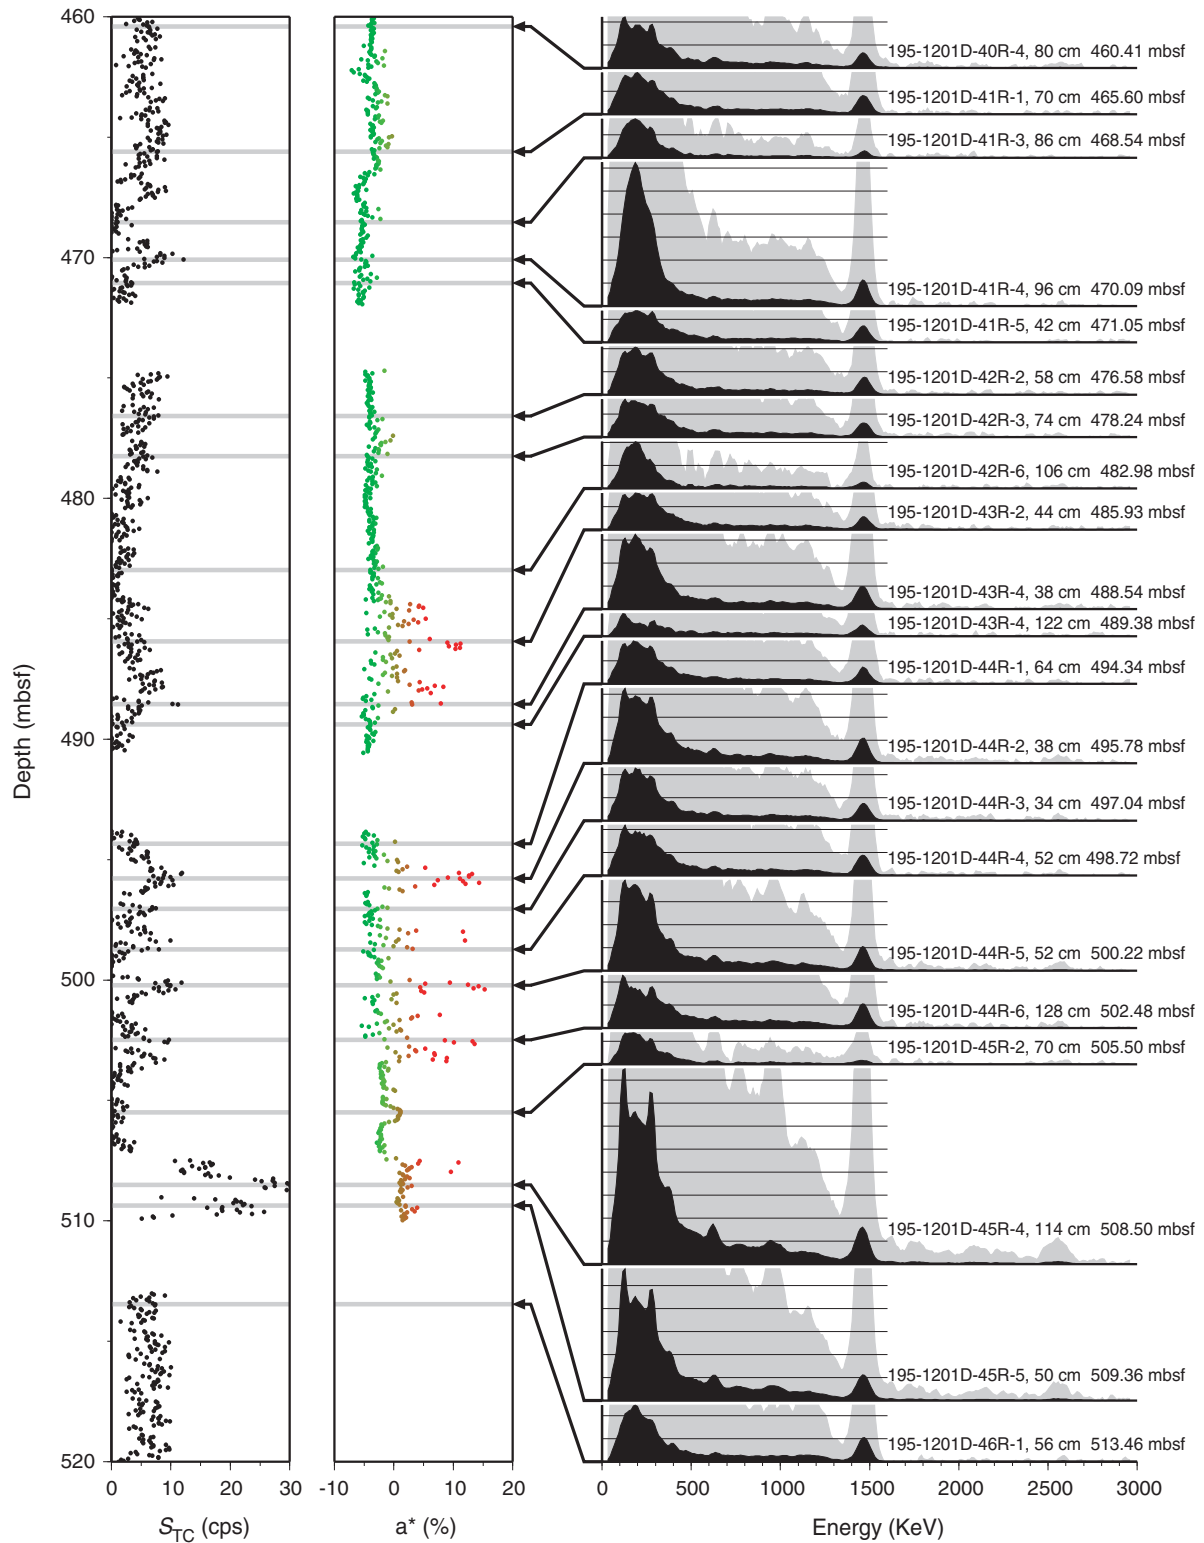 460
470
480
490
500
510
520
Depth (mbsf)
0 10 20 30
S_TC (cps)
-10 0 10 20
a* (%)
195-1201D-40R-4, 80 cm 460.41 mbsf
195-1201D-41R-1, 70 cm 465.60 mbsf
195-1201D-41R-3, 86 cm 468.54 mbsf
195-1201D-41R-4, 96 cm 470.09 mbsf
195-1201D-41R-5, 42 cm 471.05 mbsf
195-1201D-42R-2, 58 cm 476.58 mbsf
195-1201D-42R-3, 74 cm 478.24 mbsf
195-1201D-42R-6, 106 cm 482.98 mbsf
195-1201D-43R-2, 44 cm 485.93 mbsf
195-1201D-43R-4, 38 cm 488.54 mbsf
195-1201D-43R-4, 122 cm 489.38 mbsf
195-1201D-44R-1, 64 cm 494.34 mbsf
195-1201D-44R-2, 38 cm 495.78 mbsf
195-1201D-44R-3, 34 cm 497.04 mbsf
195-1201D-44R-4, 52 cm 498.72 mbsf
195-1201D-44R-5, 52 cm 500.22 mbsf
195-1201D-44R-6, 128 cm 502.48 mbsf
195-1201D-45R-2, 70 cm 505.50 mbsf
195-1201D-45R-4, 114 cm 508.50 mbsf
195-1201D-45R-5, 50 cm 509.36 mbsf
195-1201D-46R-1, 56 cm 513.46 mbsf
0 500 1000 1500 2000 2500 3000
Energy (KeV)